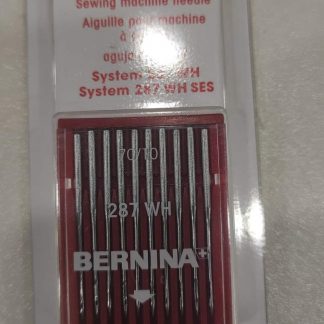 Sewing machine needle
Aiguille pour machine
à
aguja
System WH
System 287 WH SES
70/10
287 WH
BERNINA+